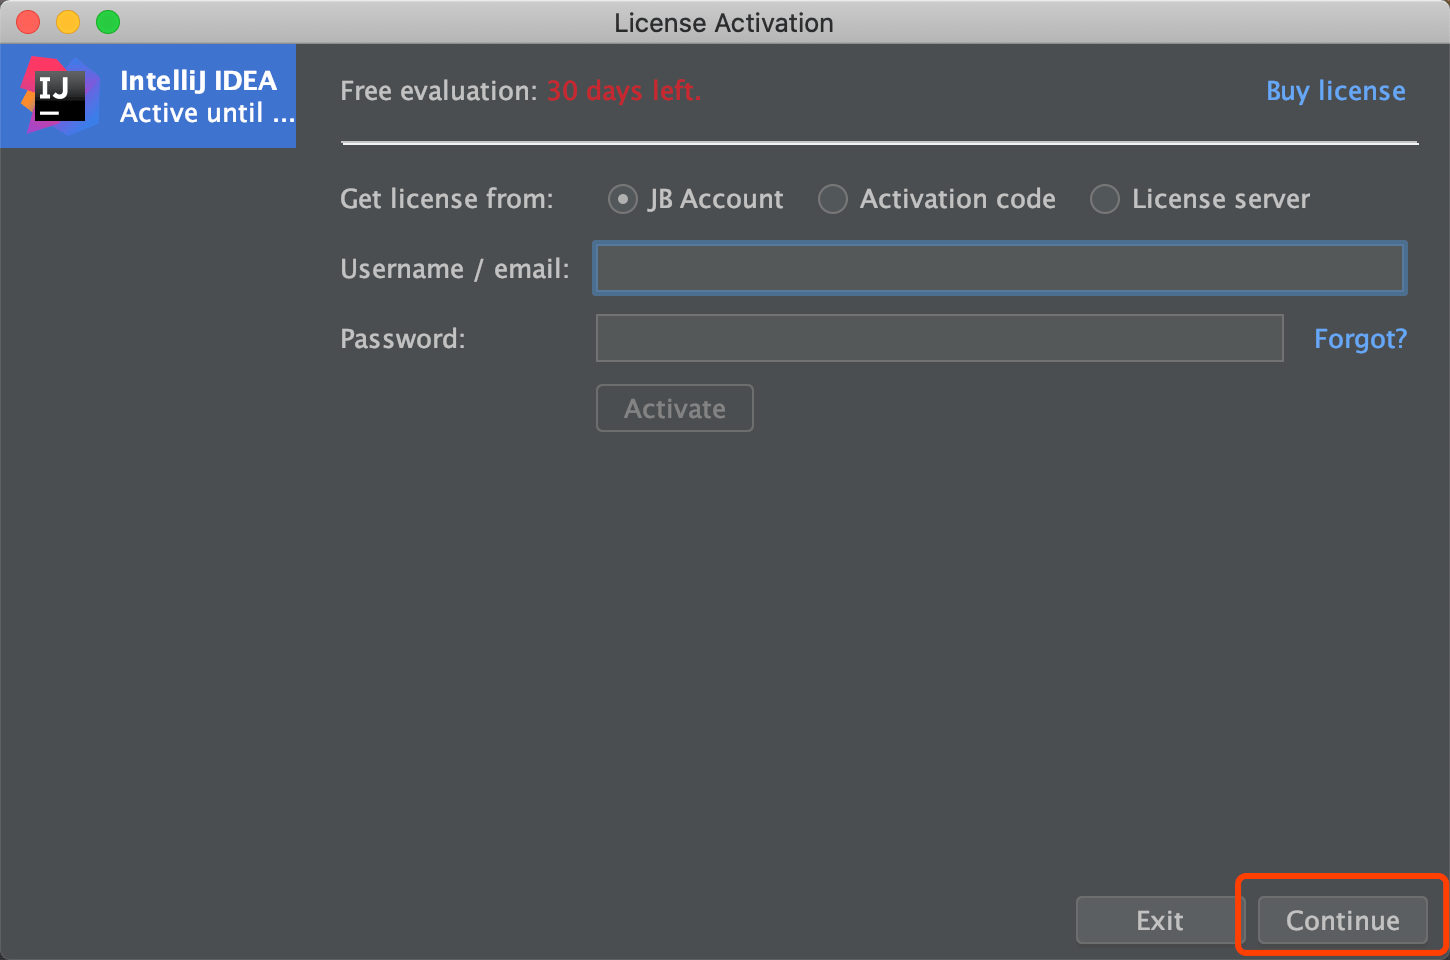 License Activation
IJ
IntelliJ IDEA
Active until ...
Free evaluation: 30 days left.
Buy license
Get license from:
JB Account
Activation code
License server
Username / email:
Password:
Forgot?
Activate
Exit
Continue